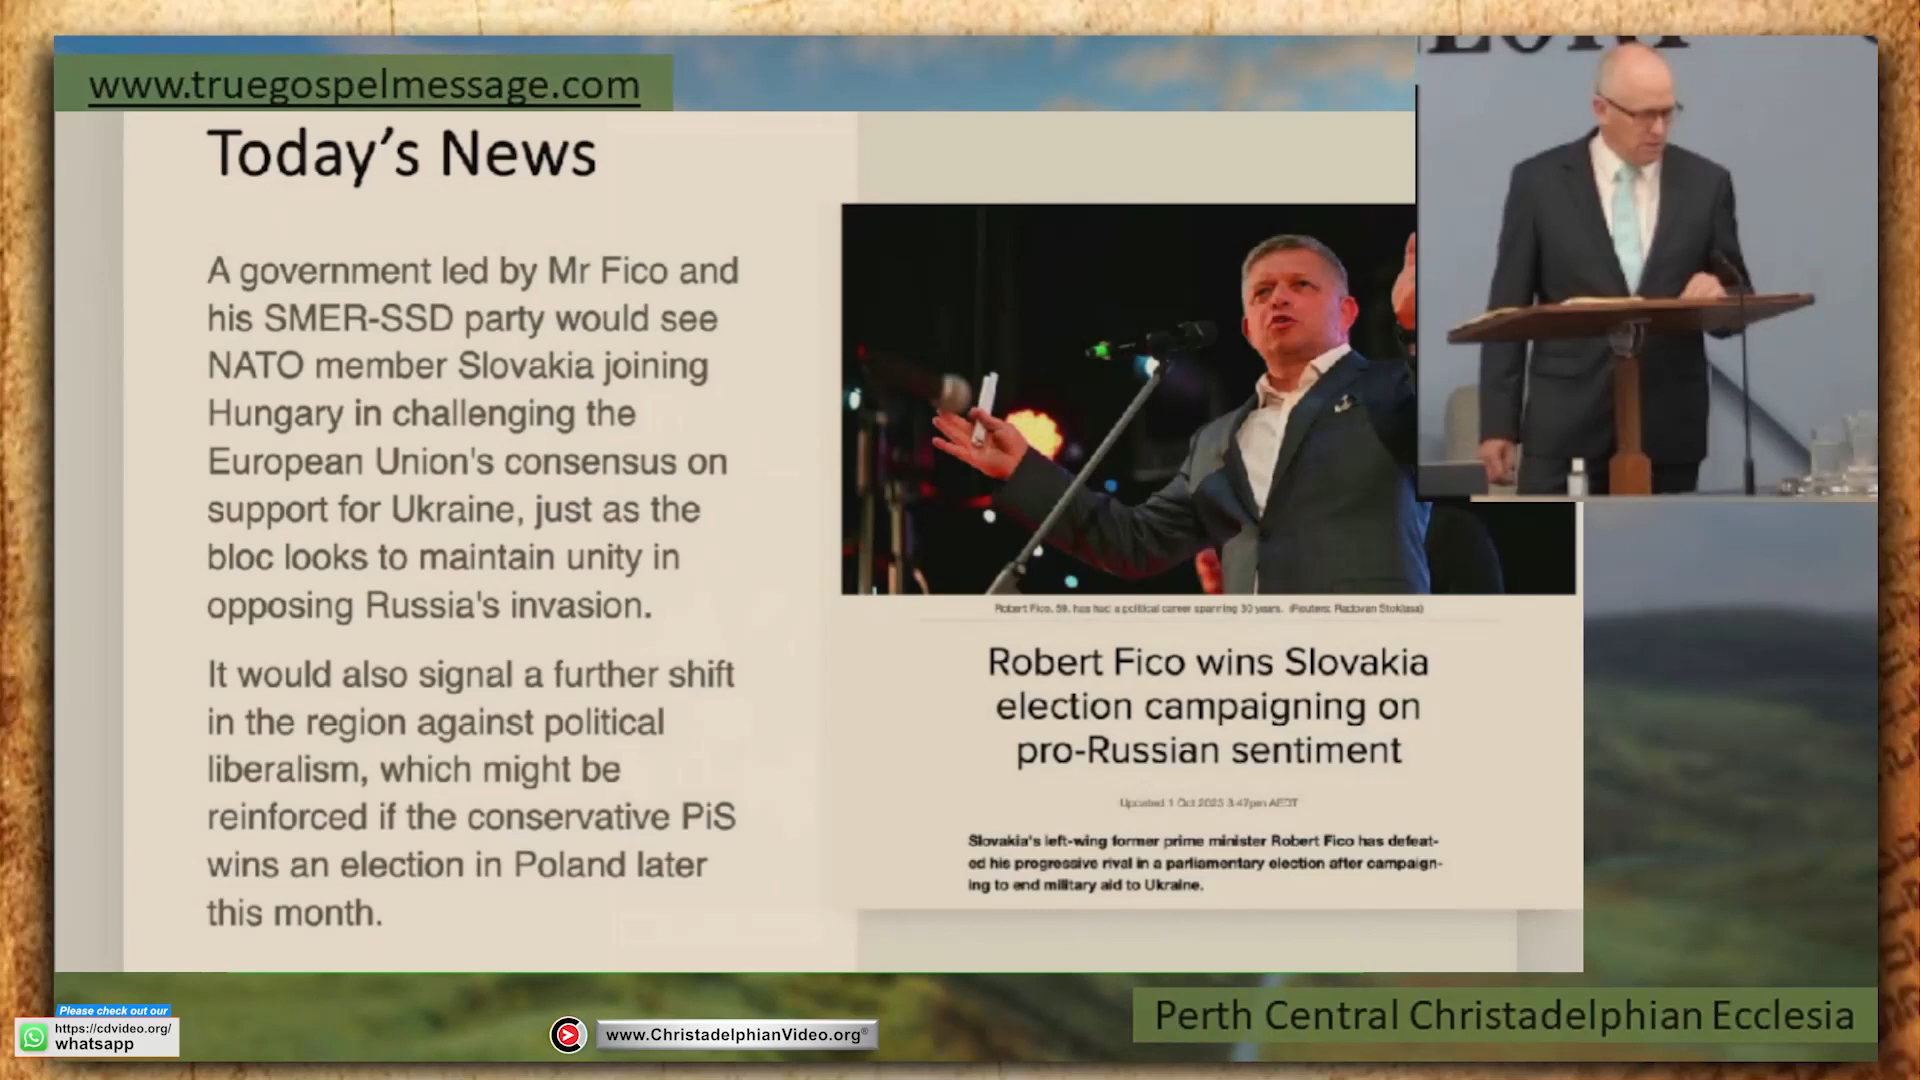 www.truegospelmessage.com
Today's News
A government led by Mr Fico and
his SMER-SSD party would see
NATO member Slovakia joining
Hungary in challenging the
European Union's consensus on
support for Ukraine, just as the
bloc looks to maintain unity in
opposing Russia's invasion.
It would also signal a further shift
in the region against political
liberalism, which might be
reinforced if the conservative PiS
wins an election in Poland later
this month.
Robert Fico, 59, has had a political career spanning 30 years. (Reuters: Radovan Stoklasa)
Robert Fico wins Slovakia
election campaigning on
pro-Russian sentiment
Updated 1 Oct 2023 3.47pm AEDT
Slovakia's left-wing former prime minister Robert Fico has defeat-
ed his progressive rival in a parliamentary election after campaign-
ing to end military aid to Ukraine.
Please check out our
https://cdvideo.org/
whatsapp
www.ChristadelphianVideo.org®
Perth Central Christadelphian Ecclesia